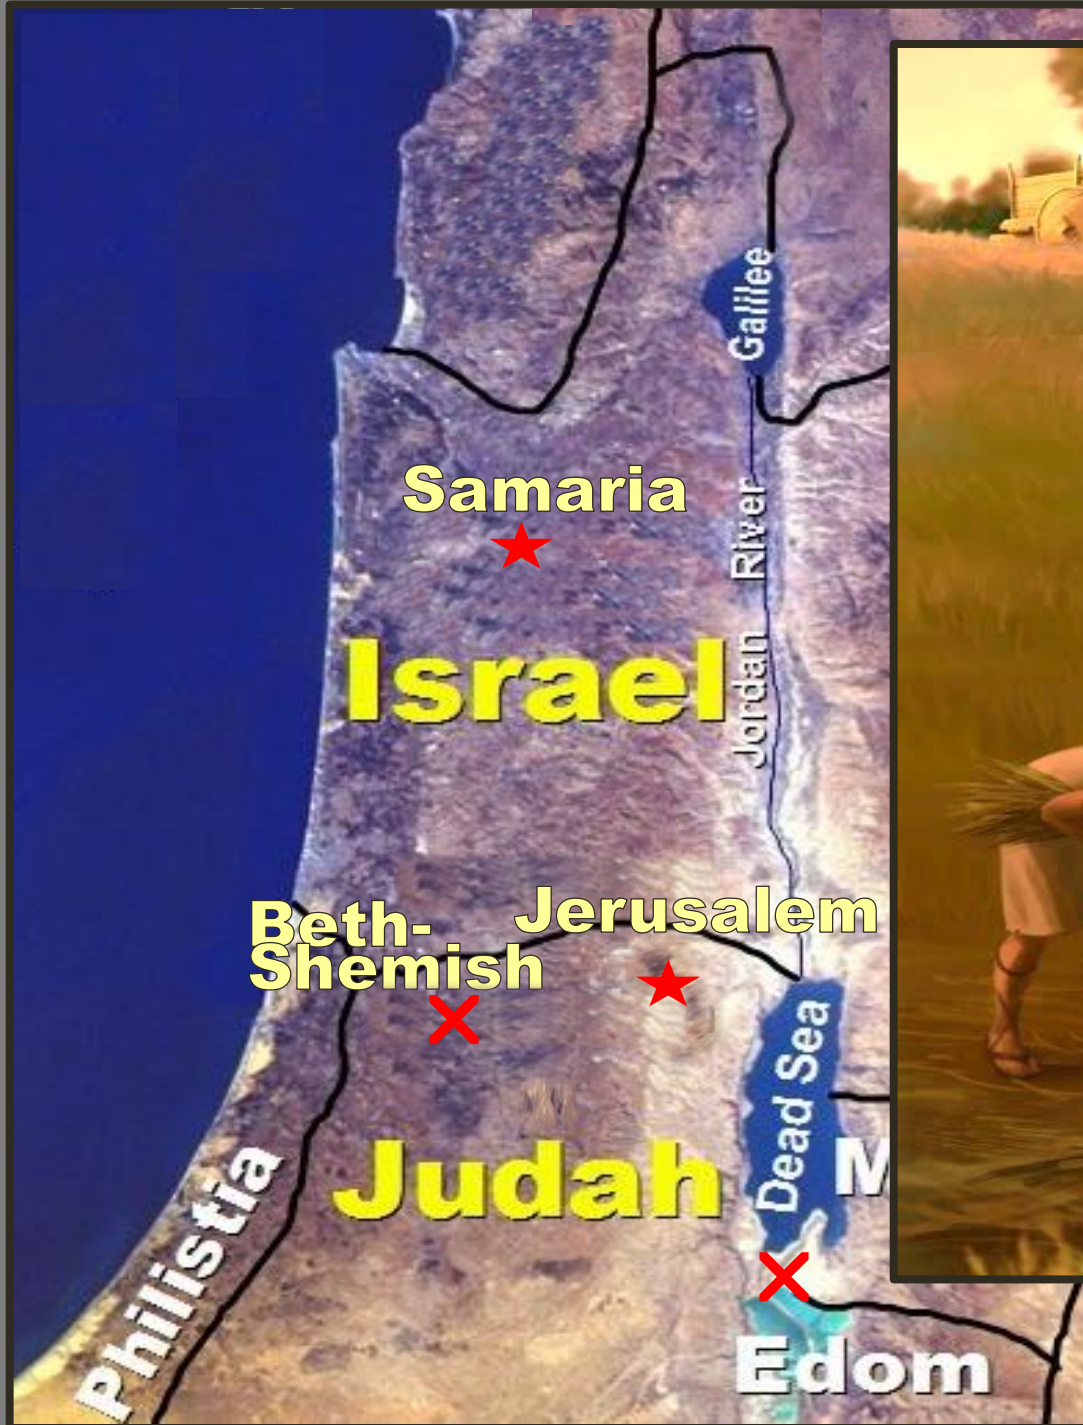 Galilee
Samaria
Jordan River
Israel
Beth-
Shemish
Jerusalem
Dead Sea
Judah
M
Philistia
Edom